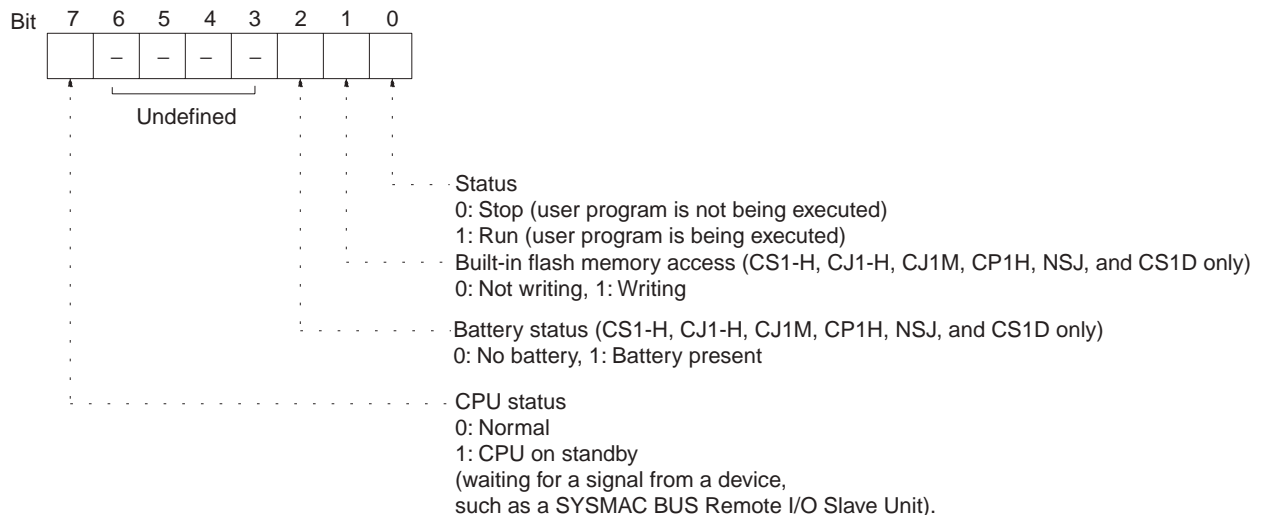 Bit 7 6 5 4 3 2 1 0
– – – –
Undefined
Status
0: Stop (user program is not being executed)
1: Run (user program is being executed)
Built-in flash memory access (CS1-H, CJ1-H, CJ1M, CP1H, NSJ, and CS1D only)
0: Not writing, 1: Writing
Battery status (CS1-H, CJ1-H, CJ1M, CP1H, NSJ, and CS1D only)
0: No battery, 1: Battery present
CPU status
0: Normal
1: CPU on standby
(waiting for a signal from a device,
such as a SYSMAC BUS Remote I/O Slave Unit).